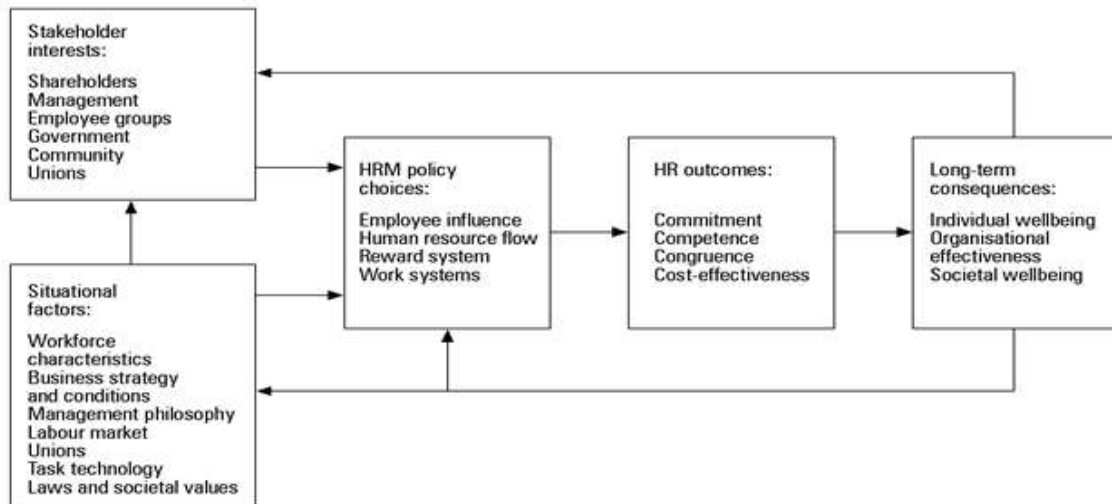 Stakeholder
interests:
Shareholders
Management
Employee groups
Government
Community
Unions
Situational
factors:
Workforce
characteristics
Business strategy
and conditions
Management philosophy
Labour market
Unions
Task technology
Laws and societal values
HRM policy
choices:
Employee influence
Human resource flow
Reward system
Work systems
HR outcomes:
Commitment
Competence
Congruence
Cost-effectiveness
Long-term
consequences:
Individual wellbeing
Organisational
effectiveness
Societal wellbeing